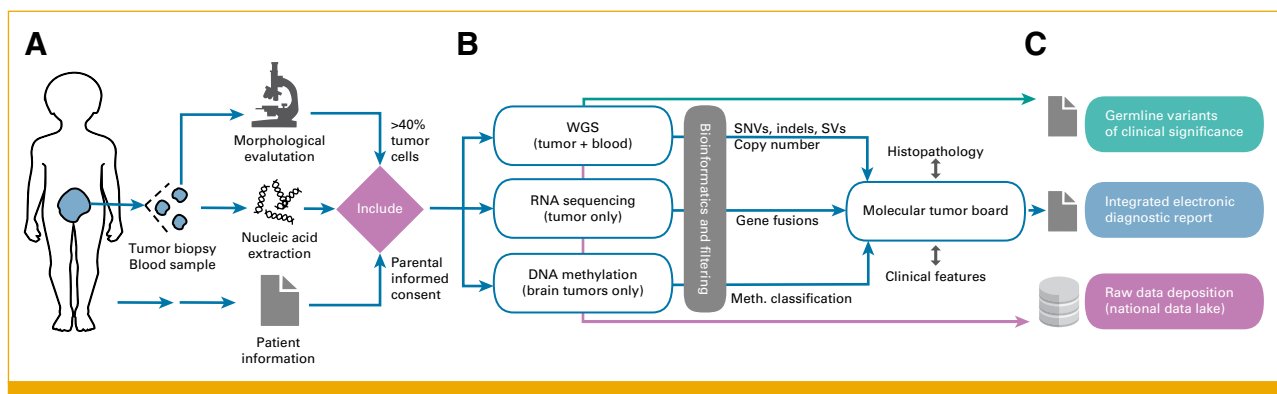 A
B
C
Morphological
evalutation
>40%
tumor
cells
Tumor biopsy
Blood sample
Nucleic acid
extraction
Include
Parental
informed
consent
Patient
information
WGS
(tumor + blood)
RNA sequencing
(tumor only)
DNA methylation
(brain tumors only)
Bioinformatics and filtering
SNVs, indels, SVs
Copy number
Gene fusions
Meth. classification
Histopathology
Molecular tumor board
Clinical features
Germline variants
of clinical significance
Integrated electronic
diagnostic report
Raw data deposition
(national data lake)